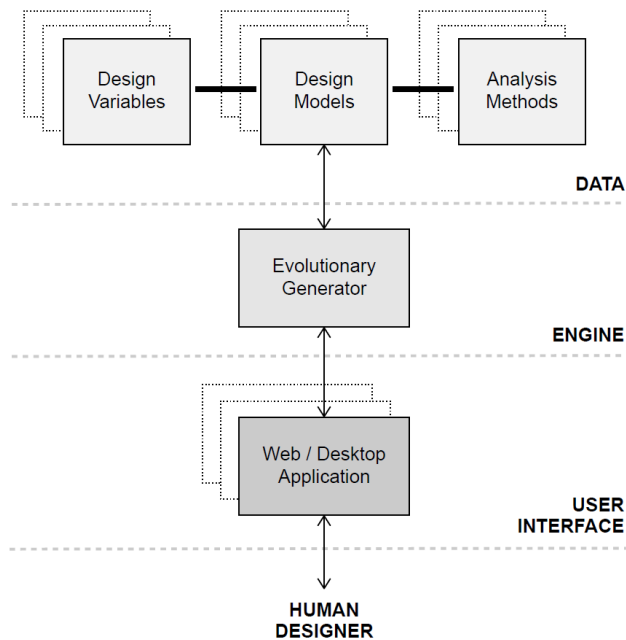 Design
Variables
Design
Models
Analysis
Methods
DATA
Evolutionary
Generator
ENGINE
Web / Desktop
Application
USER
INTERFACE
HUMAN
DESIGNER